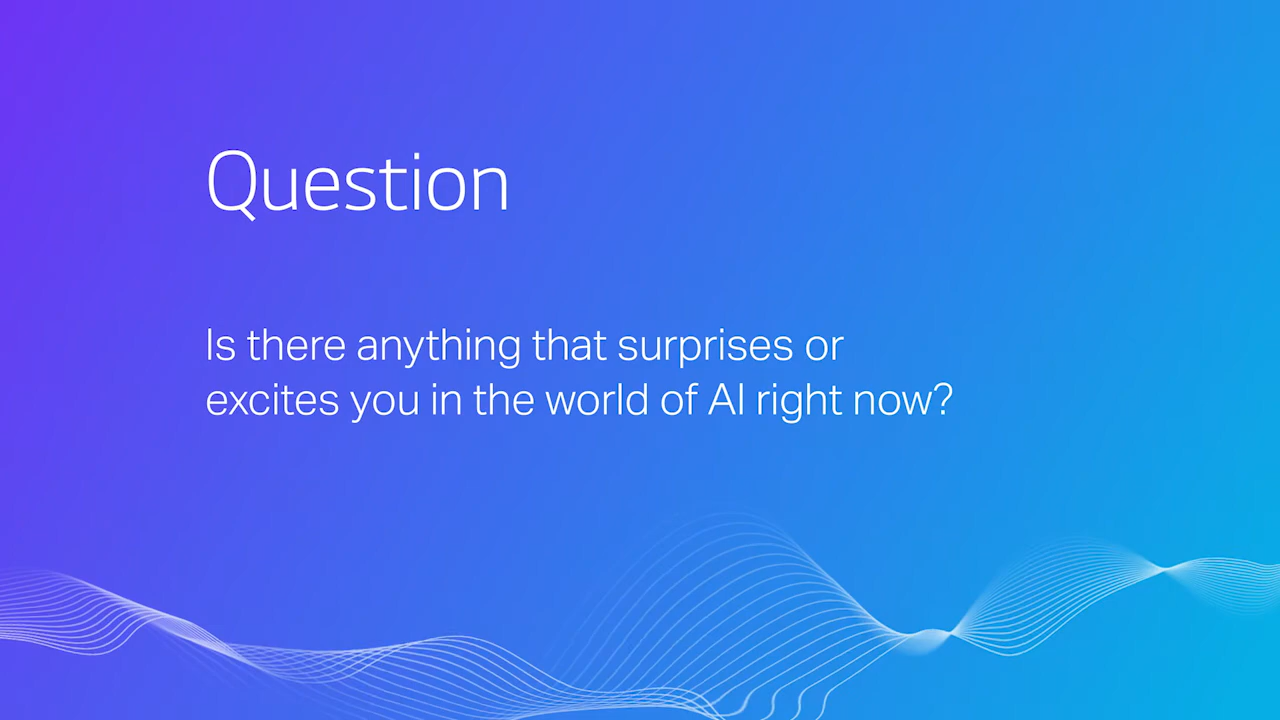 Question
Is there anything that surprises or
excites you in the world of AI right now?